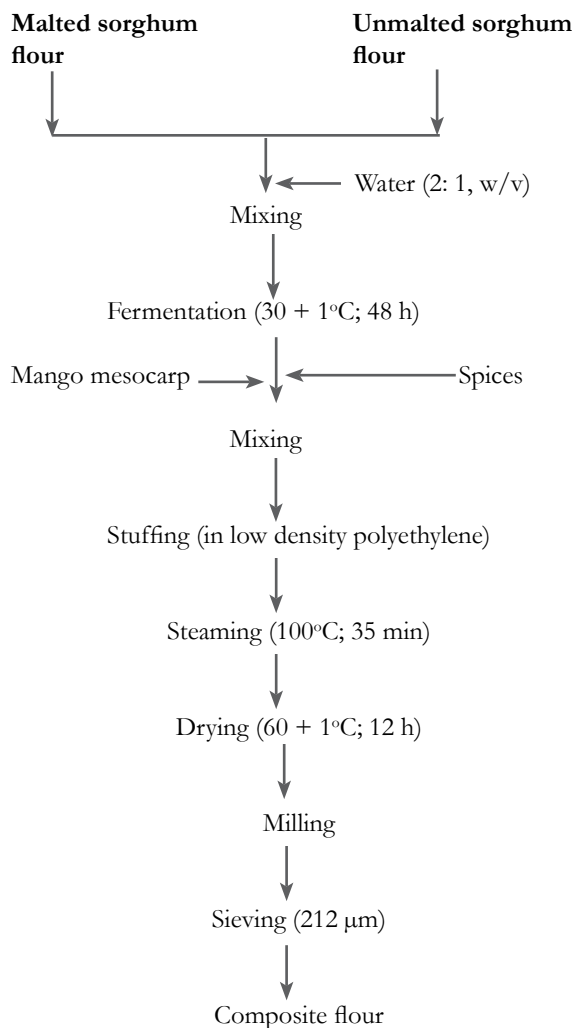 Malted sorghum
flour
Unmalted sorghum
flour
Water (2: 1, w/v)
Mixing
Fermentation (30 + 1°C; 48 h)
Mango mesocarp
Spices
Mixing
Stuffing (in low density polyethylene)
Steaming (100°C; 35 min)
Drying (60 + 1°C; 12 h)
Milling
Sieving (212 µm)
Composite flour